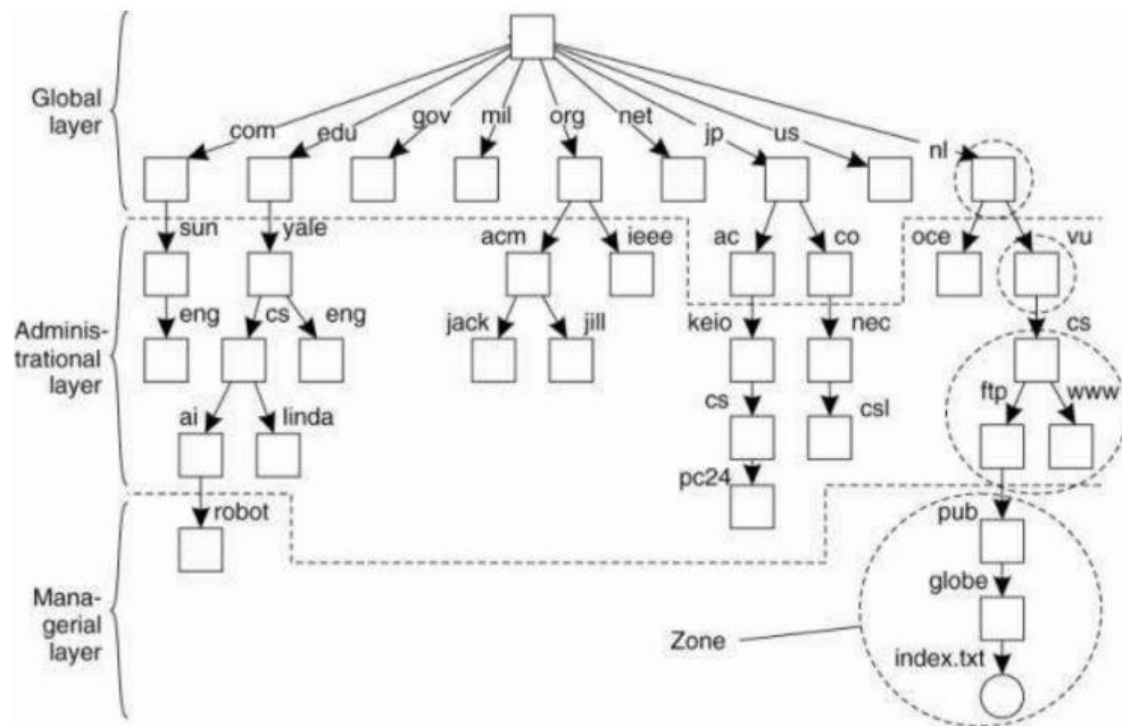 Global
layer
com
edu
gov
mil
org
net
jp
us
nl
sun
yale
acm
ieee
ac
co
oce
vu
Adminis-
trational
layer
eng
cs
eng
jack
jill
keio
nec
cs
ai
linda
cs
csl
ftp
www
pc24
robot
pub
Mana-
gerial
layer
globe
Zone
index.txt